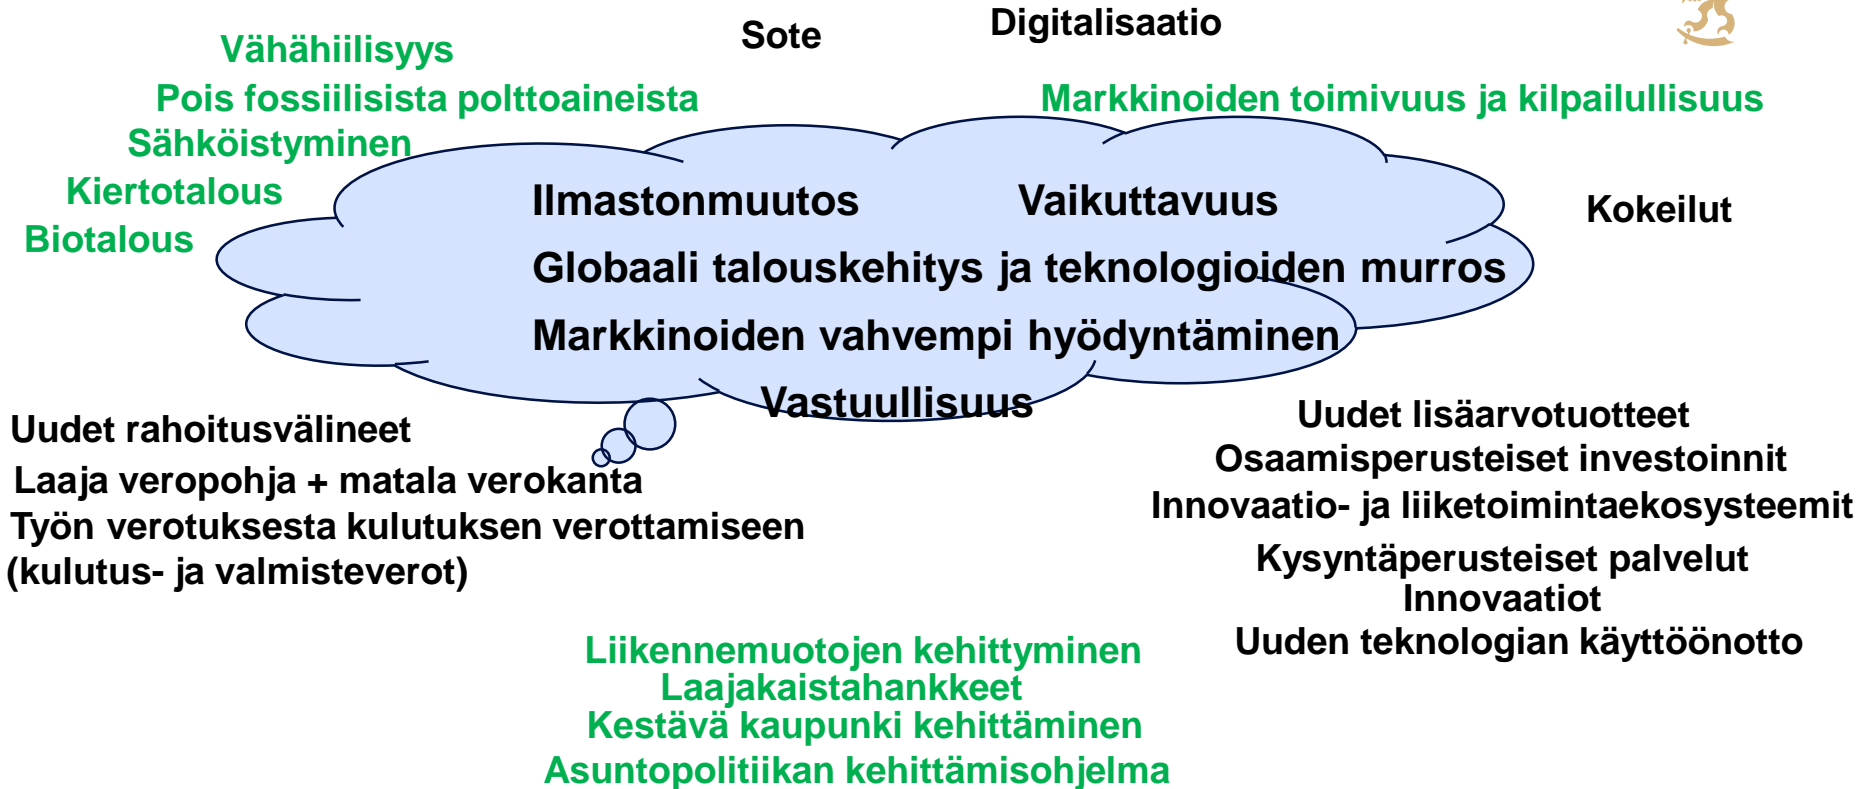 Sote
Digitalisaatio
Vähähiilisyys
Pois fossiilisista polttoaineista
Sähköistyminen
Kiertotalous
Biotalous
Markkinoiden toimivuus ja kilpailullisuus
Kokeilut
Ilmastonmuutos
Vaikuttavuus
Globaali talouskehitys ja teknologioiden murros
Markkinoiden vahvempi hyödyntäminen
Vastuullisuus
Uudet rahoitusvälineet
Laaja veropohja + matala verokanta
Työn verotuksesta kulutuksen verottamiseen
(kulutus- ja valmisteverot)
Uudet lisäarvotuotteet
Osaamisperusteiset investoinnit
Innovaatio- ja liiketoimintaekosysteemit
Kysyntäperusteiset palvelut
Innovaatiot
Uuden teknologian käyttöönotto
Liikennemuotojen kehittyminen
Laajakaistahankkeet
Kestävä kaupunki kehittäminen
Asuntopolitiikan kehittämisohjelma